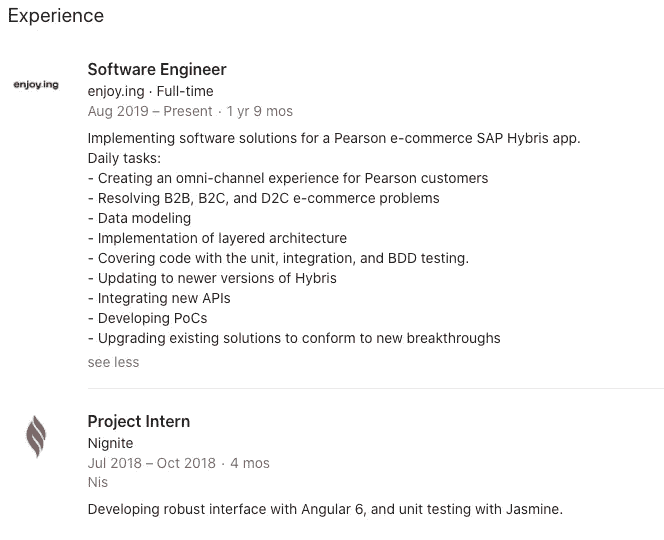 Experience
enjoy.ing
Software Engineer
enjoy.ing · Full-time
Aug 2019 – Present · 1 yr 9 mos
Implementing software solutions for a Pearson e-commerce SAP Hybris app.
Daily tasks:
- Creating an omni-channel experience for Pearson customers
- Resolving B2B, B2C, and D2C e-commerce problems
- Data modeling
- Implementation of layered architecture
- Covering code with the unit, integration, and BDD testing.
- Updating to newer versions of Hybris
- Integrating new APIs
- Developing PoCs
- Upgrading existing solutions to conform to new breakthroughs
see less
Project Intern
Nignite
Jul 2018 – Oct 2018 · 4 mos
Nis
Developing robust interface with Angular 6, and unit testing with Jasmine.